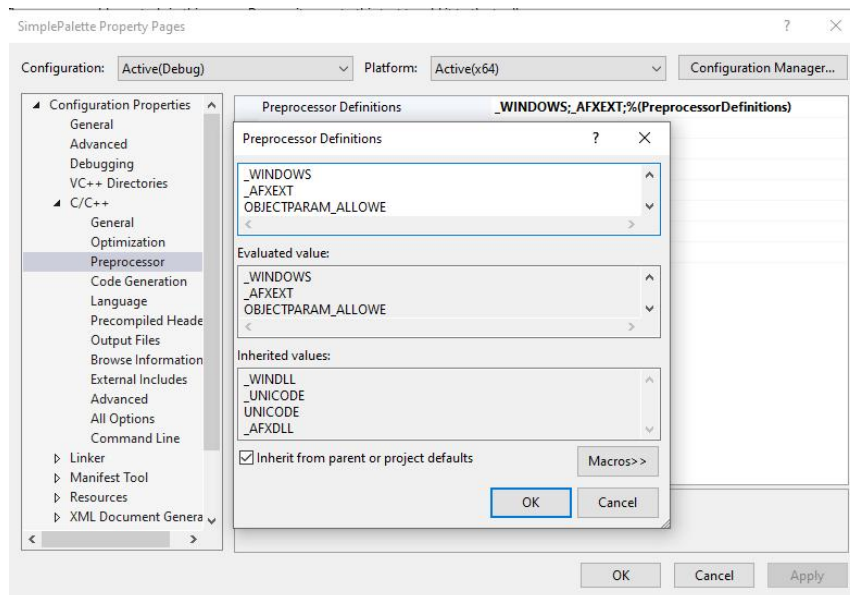 SimplePalette Property Pages ? ×
Configuration: Active(Debug) Platform: Active(x64) Configuration Manager...
Configuration Properties
General
Advanced
Debugging
VC++ Directories
C/C++
General
Optimization
Preprocessor
Code Generation
Language
Precompiled Heade
Output Files
Browse Information
External Includes
Advanced
All Options
Command Line
Linker
Manifest Tool
Resources
XML Document Genera
Preprocessor Definitions _WINDOWS;_AFXEXT;%(PreprocessorDefinitions)
Preprocessor Definitions ? ×
_WINDOWS
_AFXEXT
OBJECTPARAM_ALLOWE
Evaluated value:
_WINDOWS
_AFXEXT
OBJECTPARAM_ALLOWE
Inherited values:
_WINDLL
_UNICODE
UNICODE
_AFXDLL
Inherit from parent or project defaults
Macros>>
OK Cancel
OK Cancel Apply